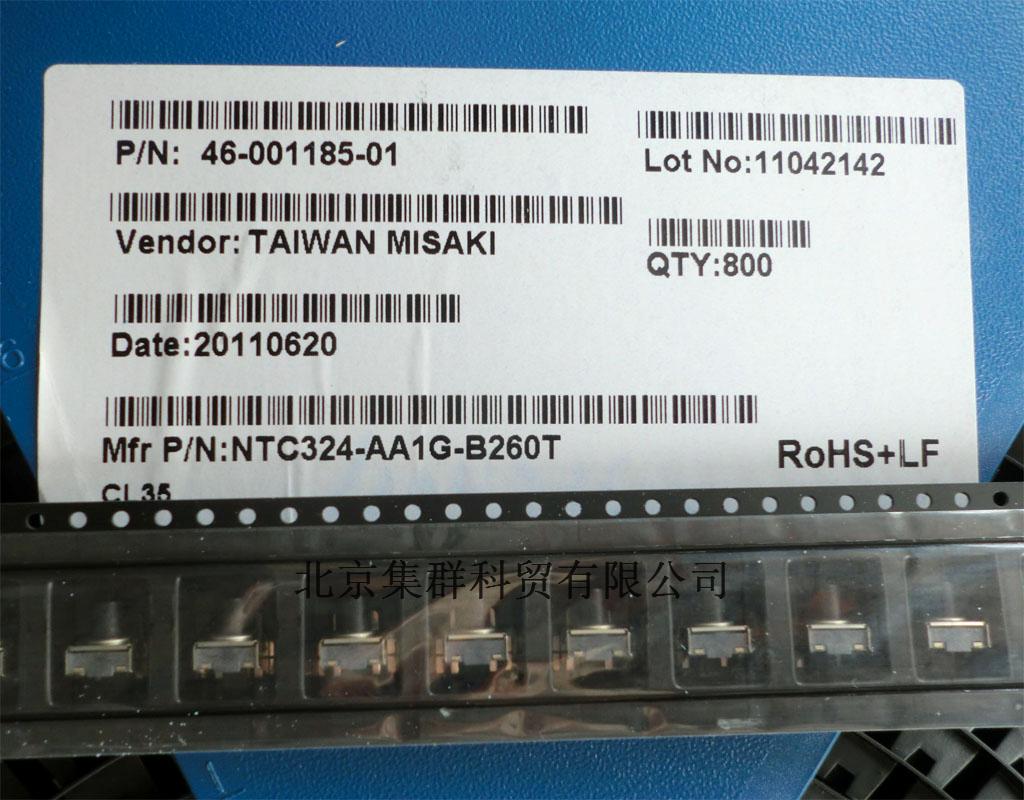 P/N: 46-001185-01
Lot No:11042142
Vendor: TAIWAN MISAKI
QTY:800
Date:20110620
Mfr P/N:NTC324-AA1G-B260T
RoHS+LF
CL35
北京集群科贸有限公司